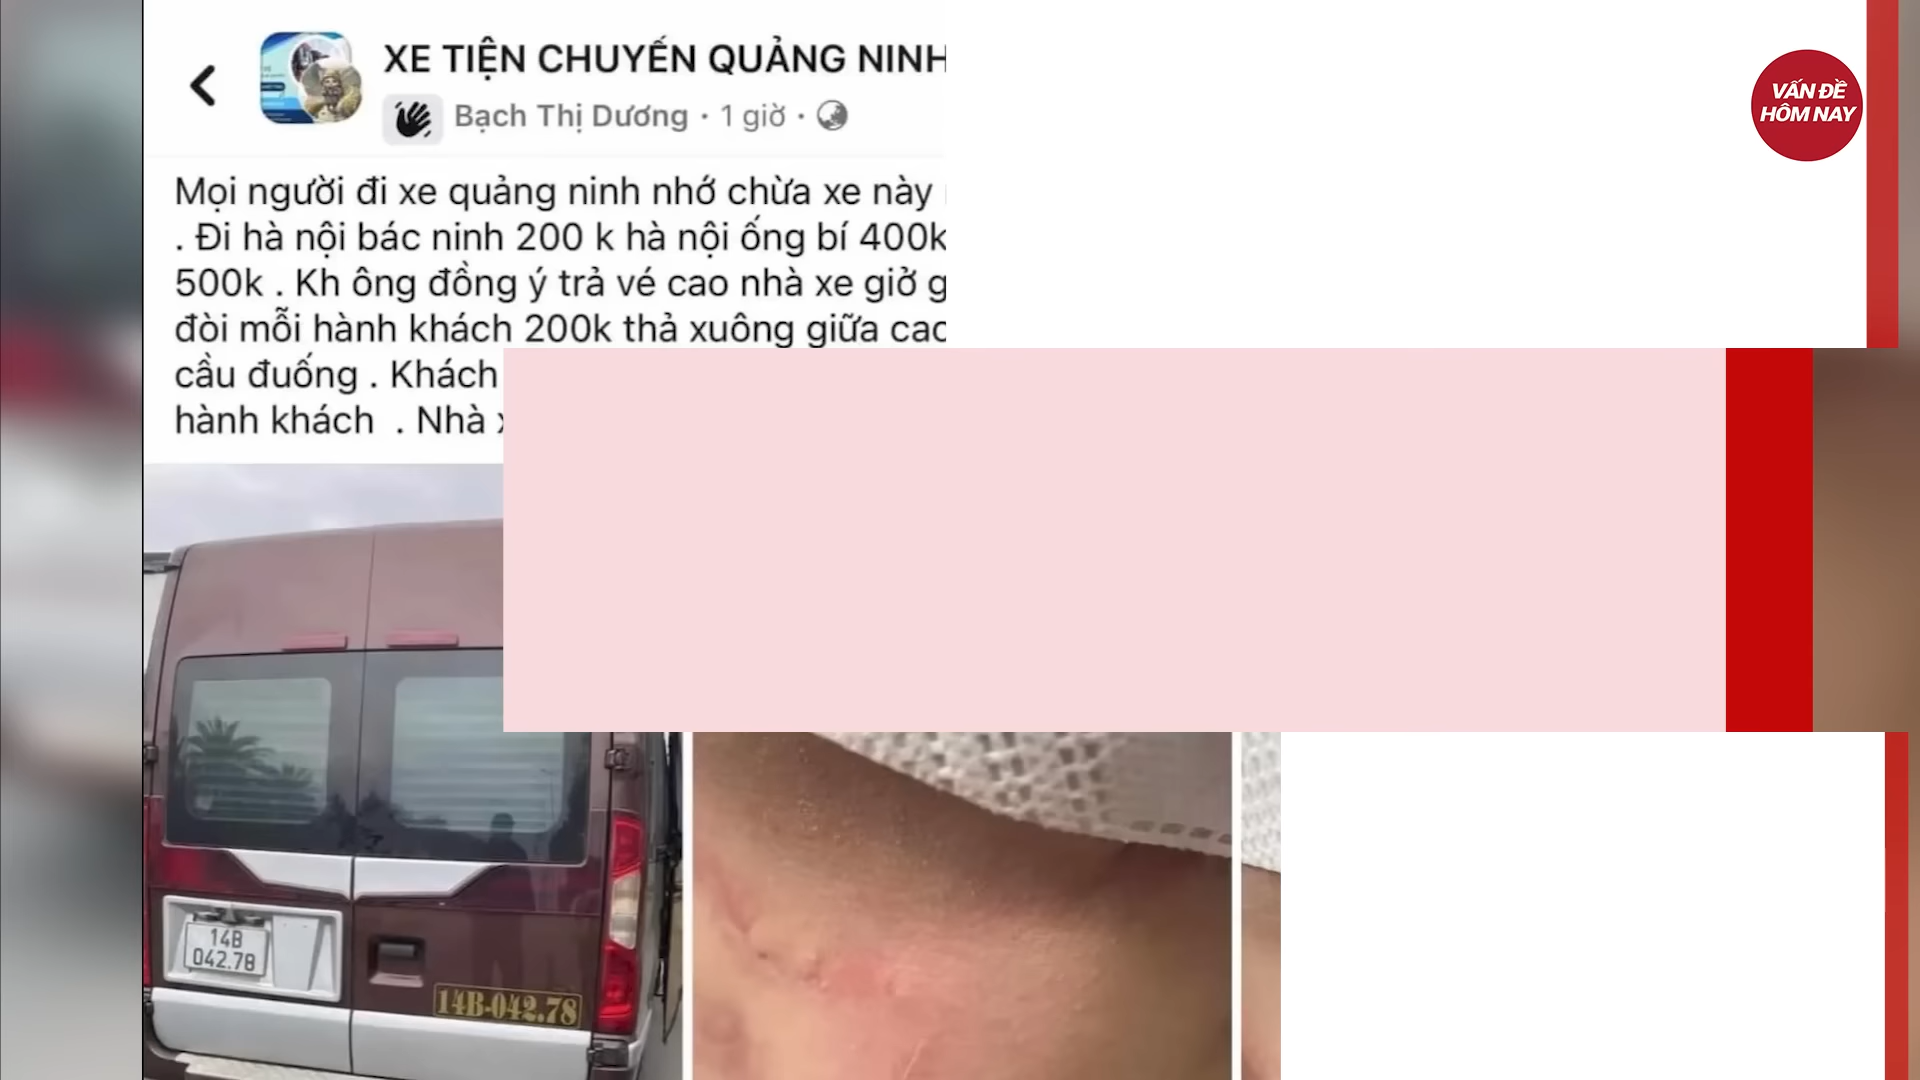 XE TIỆN CHUYẾN QUẢNG NINH
Bạch Thị Dương · 1 giờ ·
VẤN ĐỀ
HÔM NAY
Mọi người đi xe quảng ninh nhớ chừa xe này
. Đi hà nội bác ninh 200 k hà nội ống bí 400k
500k . Kh ông đồng ý trả vé cao nhà xe giở
đòi mỗi hành khách 200k thả xuông giữa
cầu đuống . Khách
hành khách . Nhà
14B
042.78
14B-042.78